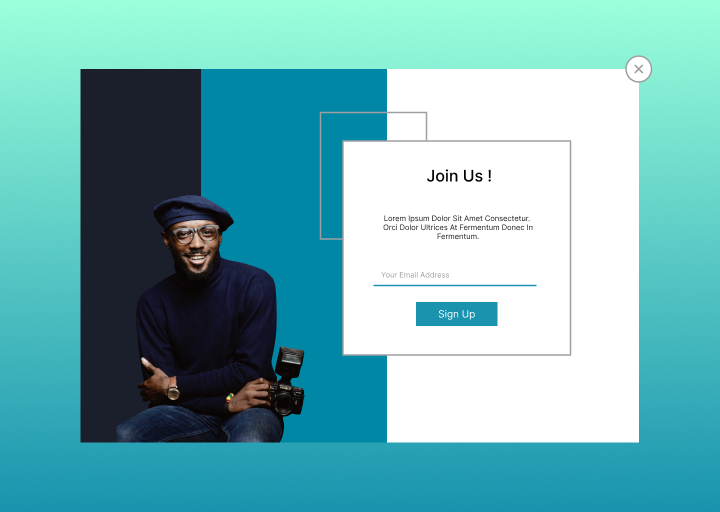 Join Us !
Lorem Ipsum Dolor Sit Amet Consectetur.
Orci Dolor Ultrices At Fermentum Donec In
Fermentum.
Your Email Address
Sign Up